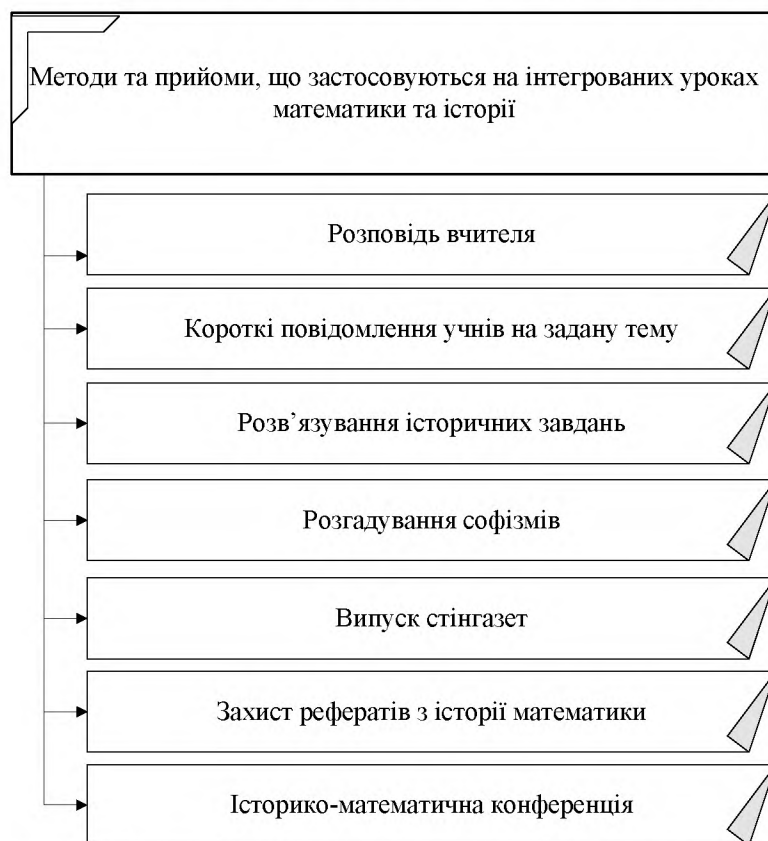 Методи та прийоми, що застосовуються на інтегрованих уроках
математики та історії
Розповідь вчителя
Короткі повідомлення учнів на задану тему
Розв’язування історичних завдань
Розгадування софізмів
Випуск стінгазет
Захист рефератів з історії математики
Історико-математична конференція